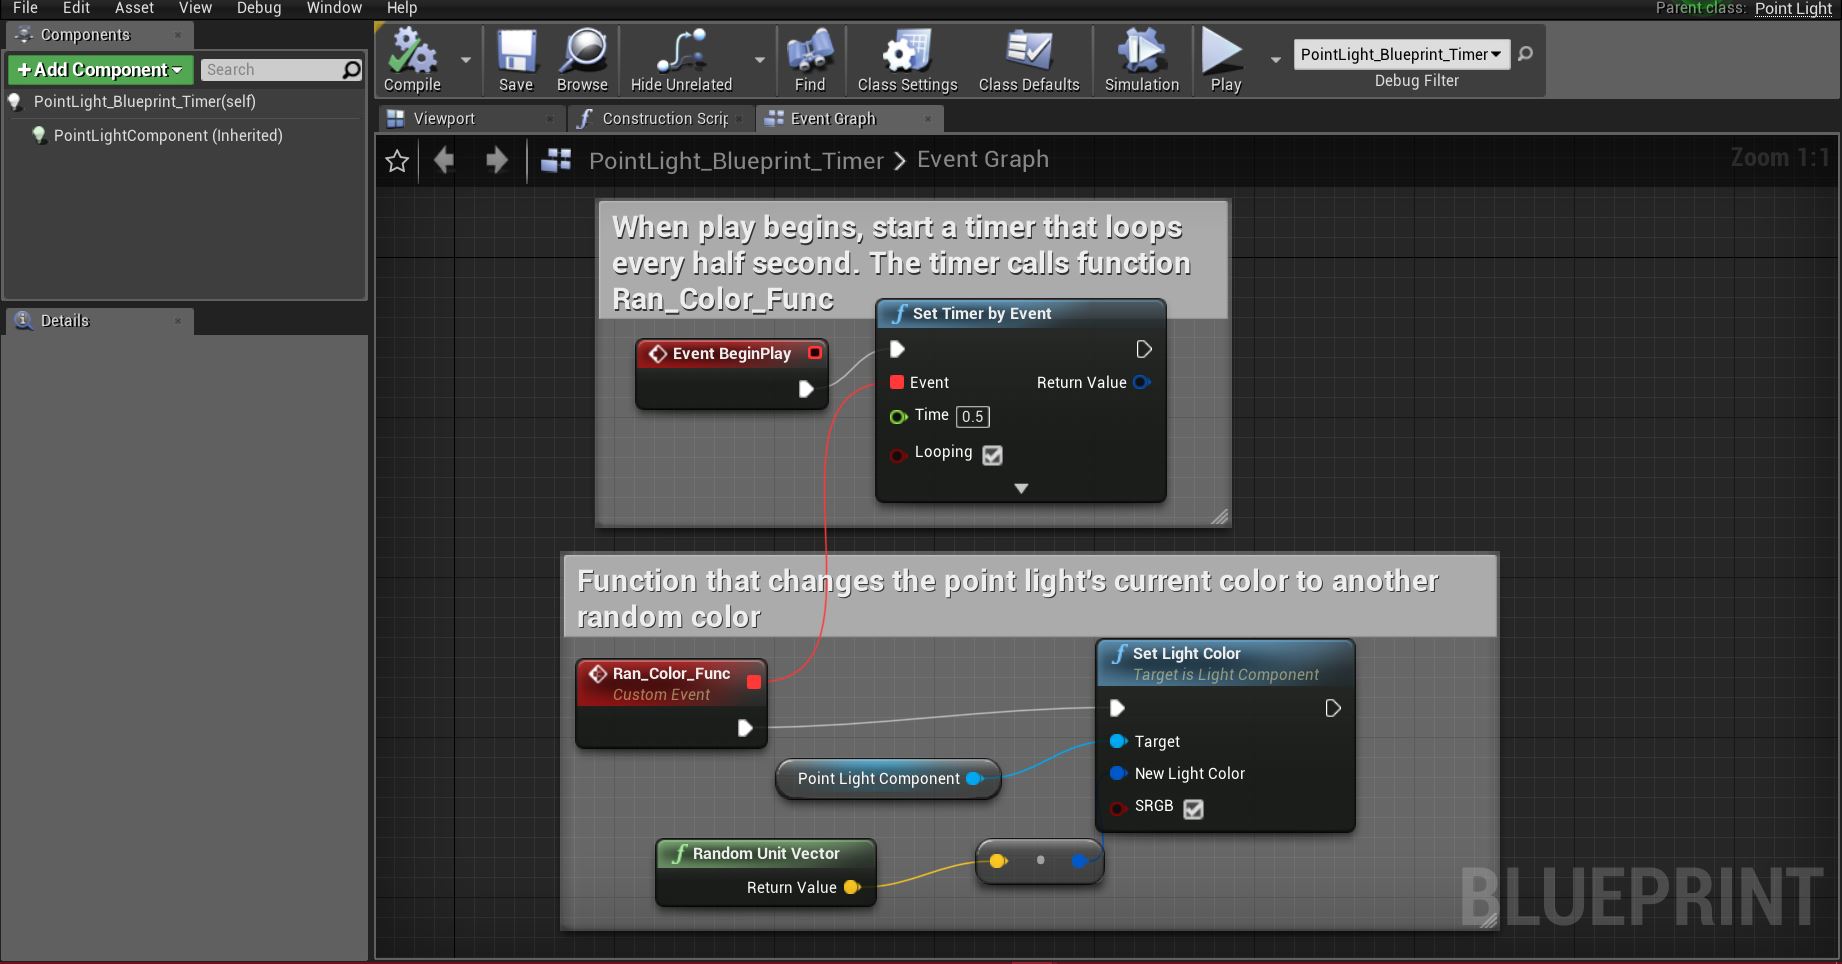 File Edit Asset View Debug Window Help
Parent class: Point Light
Components
+Add Component
Search
PointLight_Blueprint_Timer(self)
PointLightComponent (Inherited)
Details
Compile
Save
Browse
Hide Unrelated
Find
Class Settings
Class Defaults
Simulation
Play
PointLight_Blueprint_Timer
Debug Filter
Viewport
Construction Scrip
Event Graph
PointLight_Blueprint_Timer > Event Graph
Zoom 1:1
When play begins, start a timer that loops
every half second. The timer calls function
Ran_Color_Func
Event BeginPlay
f Set Timer by Event
Event
Return Value
Time 0.5
Looping
Function that changes the point light's current color to another
random color
Ran_Color_Func
Custom Event
f Set Light Color
Target is Light Component
Target
New Light Color
SRGB
Point Light Component
f Random Unit Vector
Return Value
BLUEPRINT